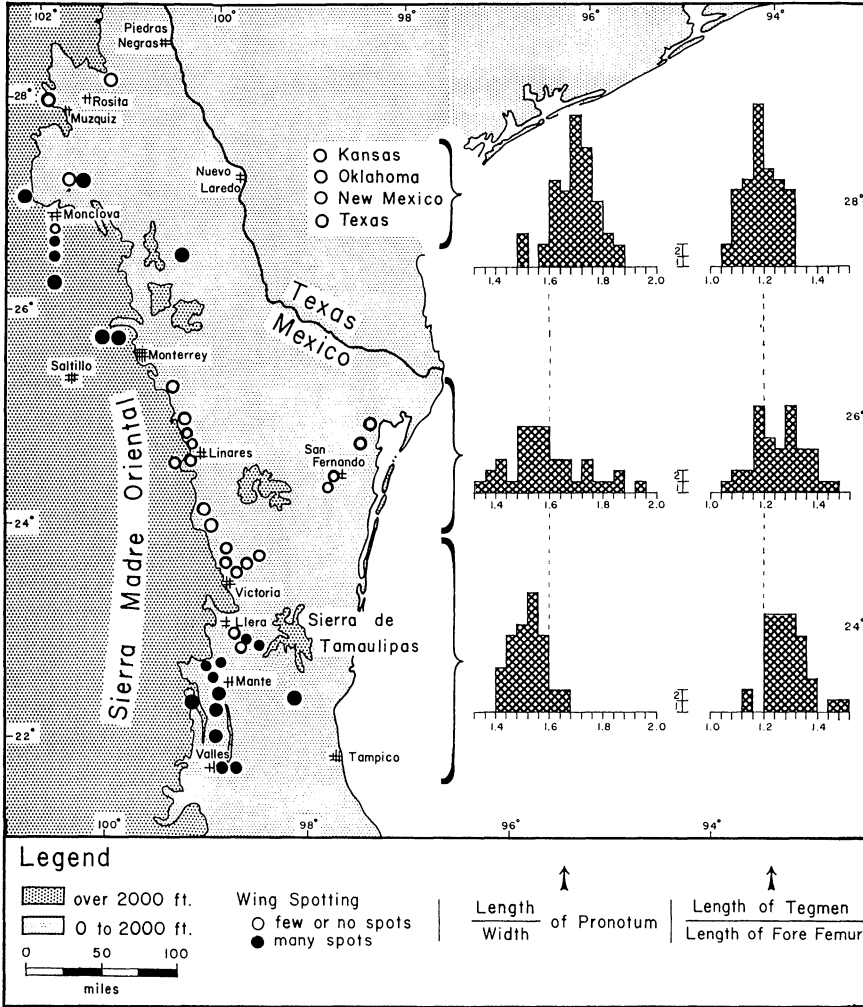 102°
100°
98°
96°
94°
Piedras
Negras
28°
Rosita
Muzquiz
Nuevo
Laredo
Kansas
Oklahoma
New Mexico
Texas
28°
Monclova
1.4 1.6 1.8 2.0
1.0 1.2 1.4
26°
Texas
Mexico
Monterrey
Saltillo
Sierra Madre Oriental
Linares
San
Fernando
26°
1.4 1.6 1.8 2.0
1.0 1.2 1.4
24°
Victoria
Llera
Sierra de
Tamaulipas
24°
Mante
1.4 1.6 1.8 2.0
1.0 1.2 1.4
22°
Valles
Tampico
100°
98°
96°
94°
Legend
over 2000 ft.
0 to 2000 ft.
0 50 100
miles
Wing Spotting
few or no spots
many spots
Length
Width
of Pronotum
Length of Tegmen
Length of Fore Femur